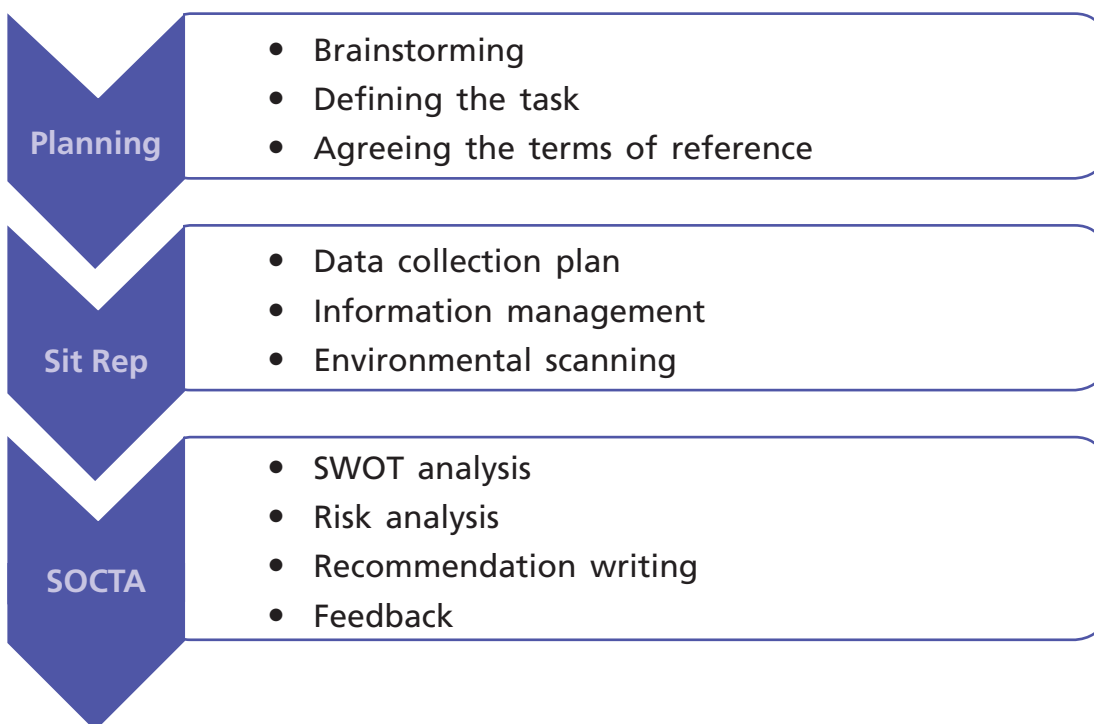 Planning
• Brainstorming
• Defining the task
• Agreeing the terms of reference
Sit Rep
• Data collection plan
• Information management
• Environmental scanning
SOCTA
• SWOT analysis
• Risk analysis
• Recommendation writing
• Feedback